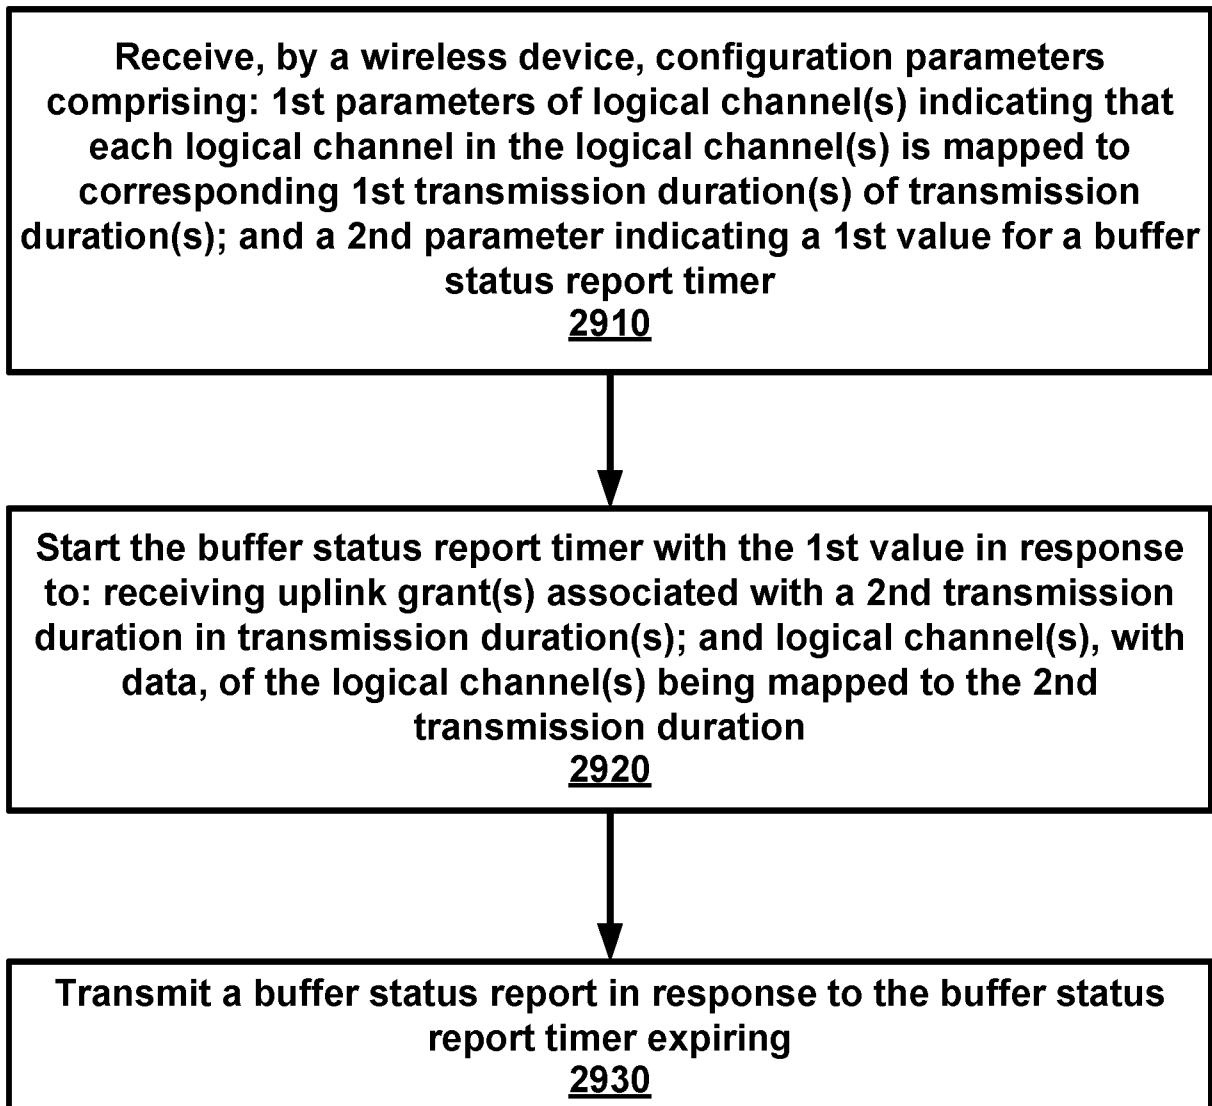 Receive, by a wireless device, configuration parameters
comprising: 1st parameters of logical channel(s) indicating that
each logical channel in the logical channel(s) is mapped to
corresponding 1st transmission duration(s) of transmission
duration(s); and a 2nd parameter indicating a 1st value for a buffer
status report timer
2910
Start the buffer status report timer with the 1st value in response
to: receiving uplink grant(s) associated with a 2nd transmission
duration in transmission duration(s); and logical channel(s), with
data, of the logical channel(s) being mapped to the 2nd
transmission duration
2920
Transmit a buffer status report in response to the buffer status
report timer expiring
2930